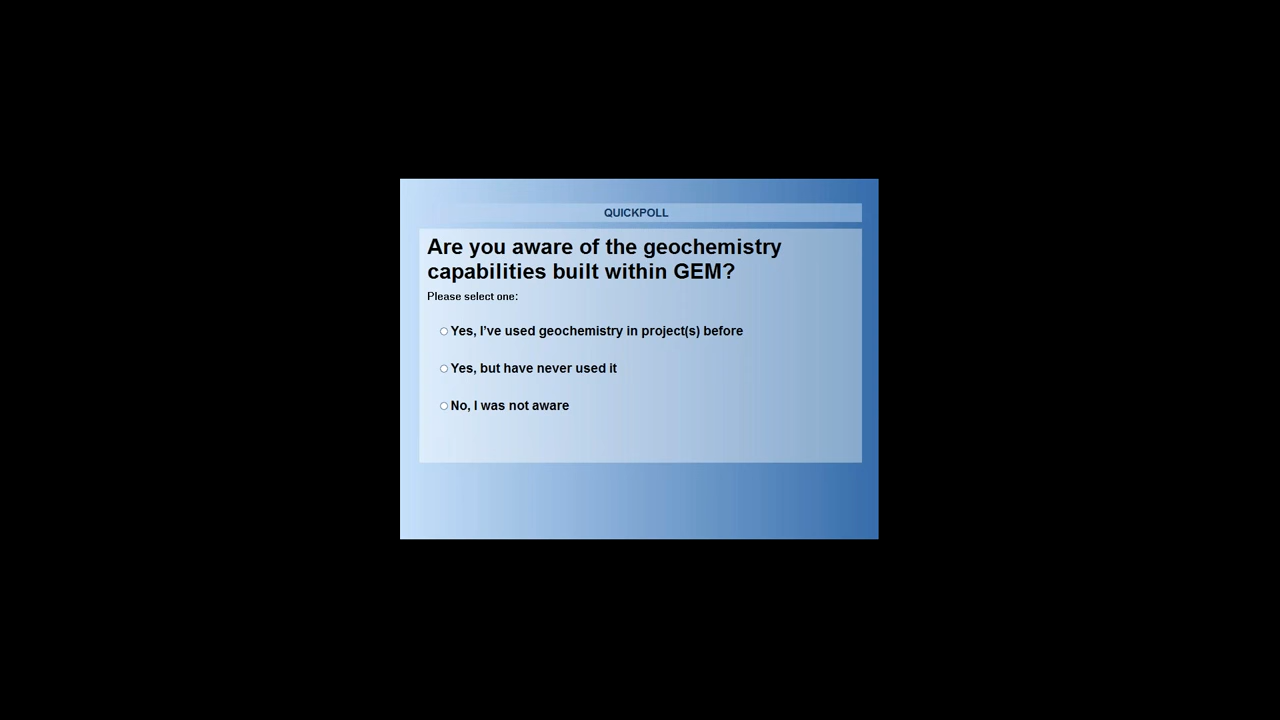 QUICKPOLL
Are you aware of the geochemistry
capabilities built within GEM?
Please select one:
Yes, I’ve used geochemistry in project(s) before
Yes, but have never used it
No, I was not aware